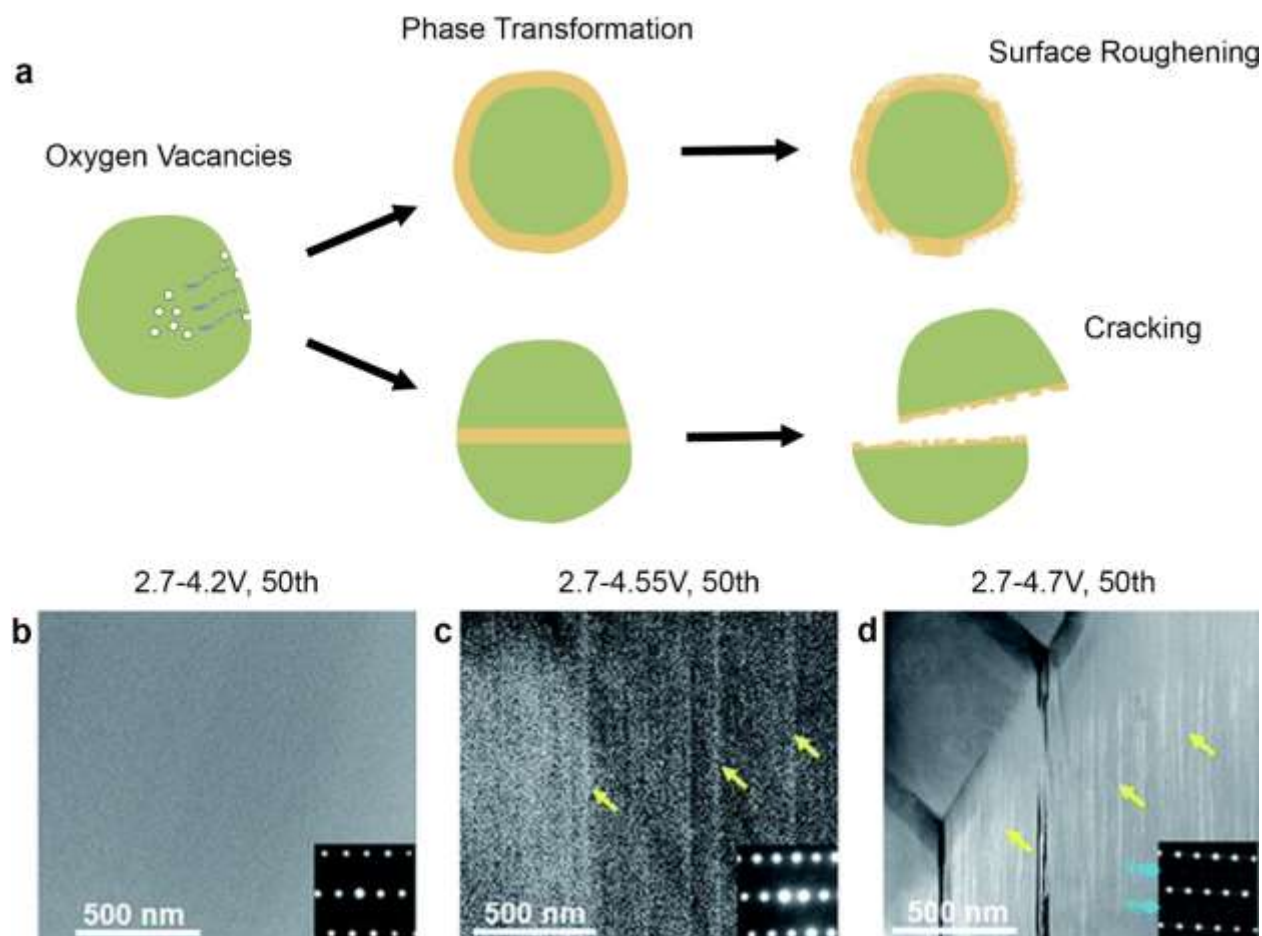 Phase Transformation
Surface Roughening
a
Oxygen Vacancies
Cracking
2.7-4.2V, 50th
2.7-4.55V, 50th
2.7-4.7V, 50th
b
c
d
500 nm
500 nm
500 nm